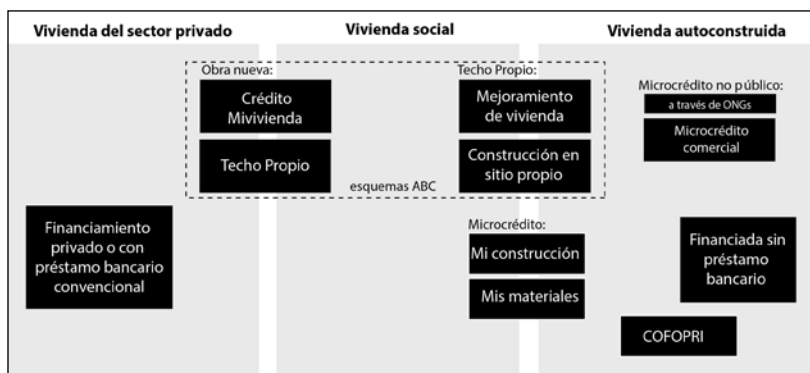 Vivienda del sector privado
Vivienda social
Vivienda autoconstruida
Obra nueva:
Crédito
Mivivienda
Techo Propio
Techo Propio:
Mejoramiento
de vivienda
Construcción en
sitio propio
esquemas ABC
Microcrédito no público:
a través de ONGs
Microcrédito
comercial
Financiamiento
privado o con
préstamo bancario
convencional
Microcrédito:
Mi construcción
Mis materiales
Financiada sin
préstamo
bancario
COFOPRI